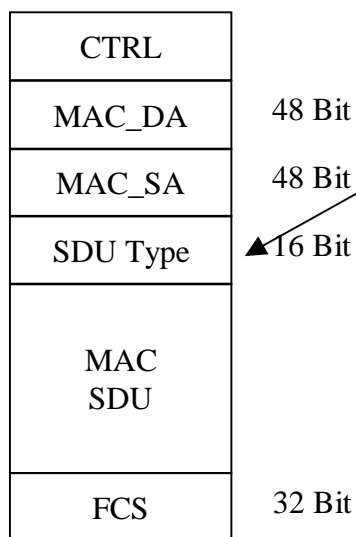 CTRL
MAC_DA 48 Bit
MAC_SA 48 Bit
SDU Type 16 Bit
MAC
SDU
FCS 32 Bit